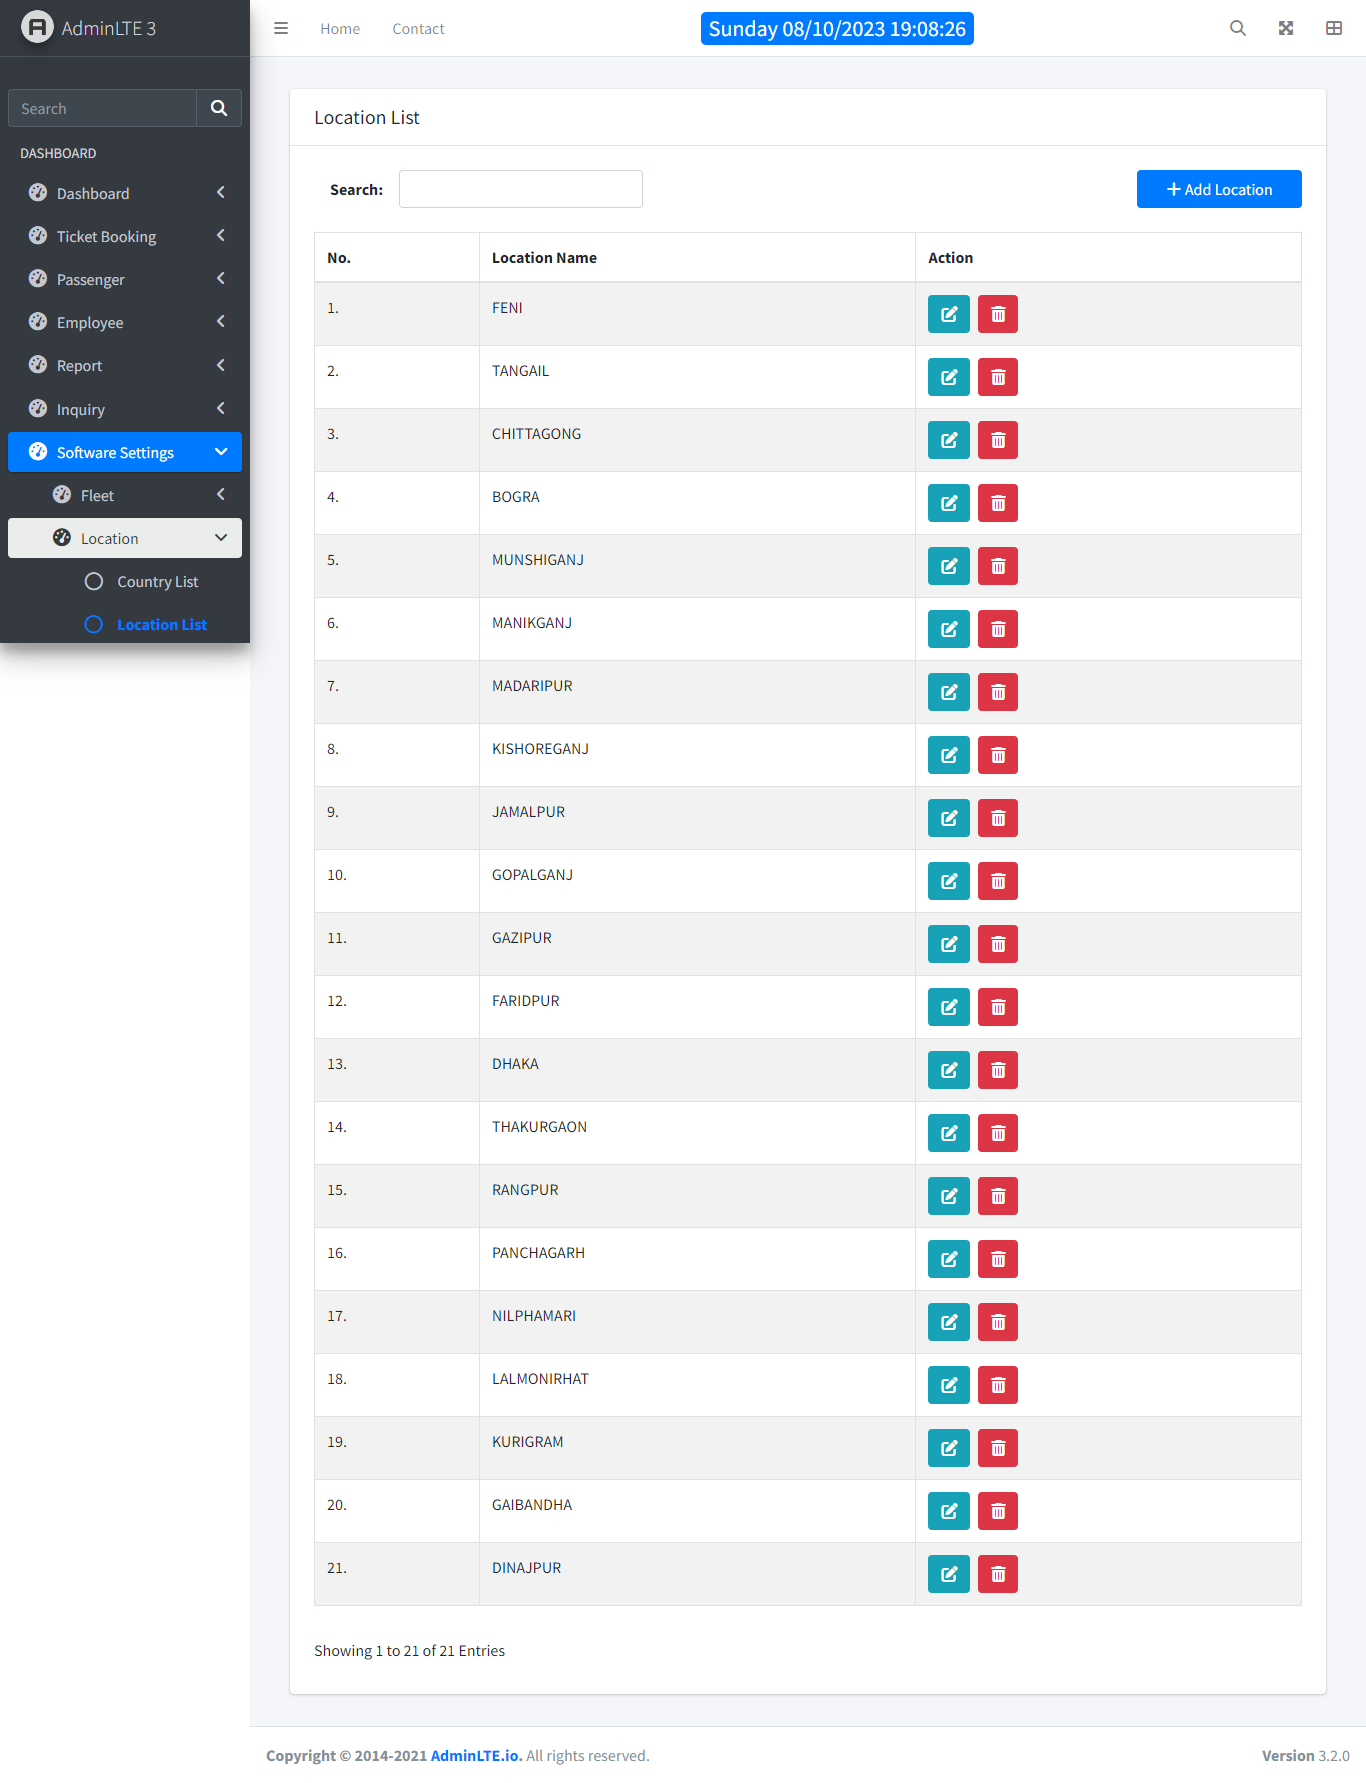 AdminLTE 3
Home
Contact
Sunday 08/10/2023 19:08:26
Search
DASHBOARD
Dashboard
Ticket Booking
Passenger
Employee
Report
Inquiry
Software Settings
Fleet
Location
Country List
Location List
Location List
Search:
Add Location
No. Location Name Action
1. FENI
2. TANGAIL
3. CHITTAGONG
4. BOGRA
5. MUNSHIGANJ
6. MANIKGANJ
7. MADARIPUR
8. KISHOREGANJ
9. JAMALPUR
10. GOPALGANJ
11. GAZIPUR
12. FARIDPUR
13. DHAKA
14. THAKURGAON
15. RANGPUR
16. PANCHAGARH
17. NILPHAMARI
18. LALMONIRHAT
19. KURIGRAM
20. GAIBANDHA
21. DINAJPUR
Showing 1 to 21 of 21 Entries
Copyright © 2014-2021 AdminLTE.io. All rights reserved.
Version 3.2.0